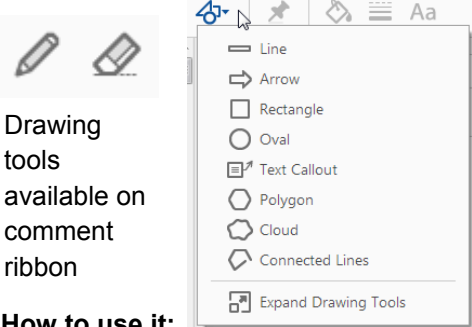 Aa
Line
Arrow
Rectangle
Oval
Text Callout
Polygon
Cloud
Connected Lines
Expand Drawing Tools
Drawing
tools
available on
comment
ribbon
How to use it: